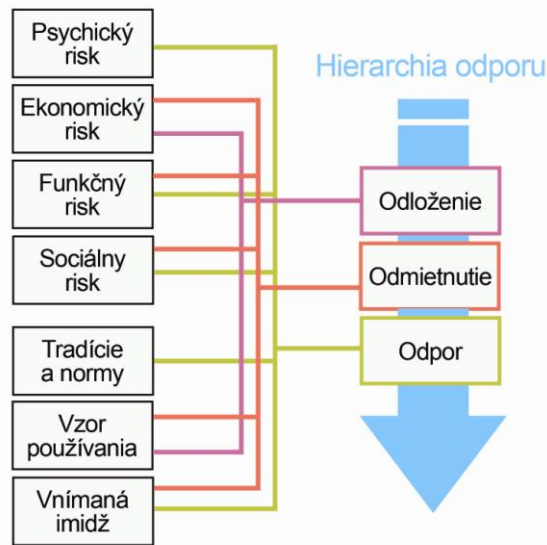 Psychický
risk
Ekonomický
risk
Funkčný
risk
Sociálny
risk
Tradície
a normy
Vzor
používania
Vnímaná
imidž
Hierarchia odporu
Odloženie
Odmietnutie
Odpor